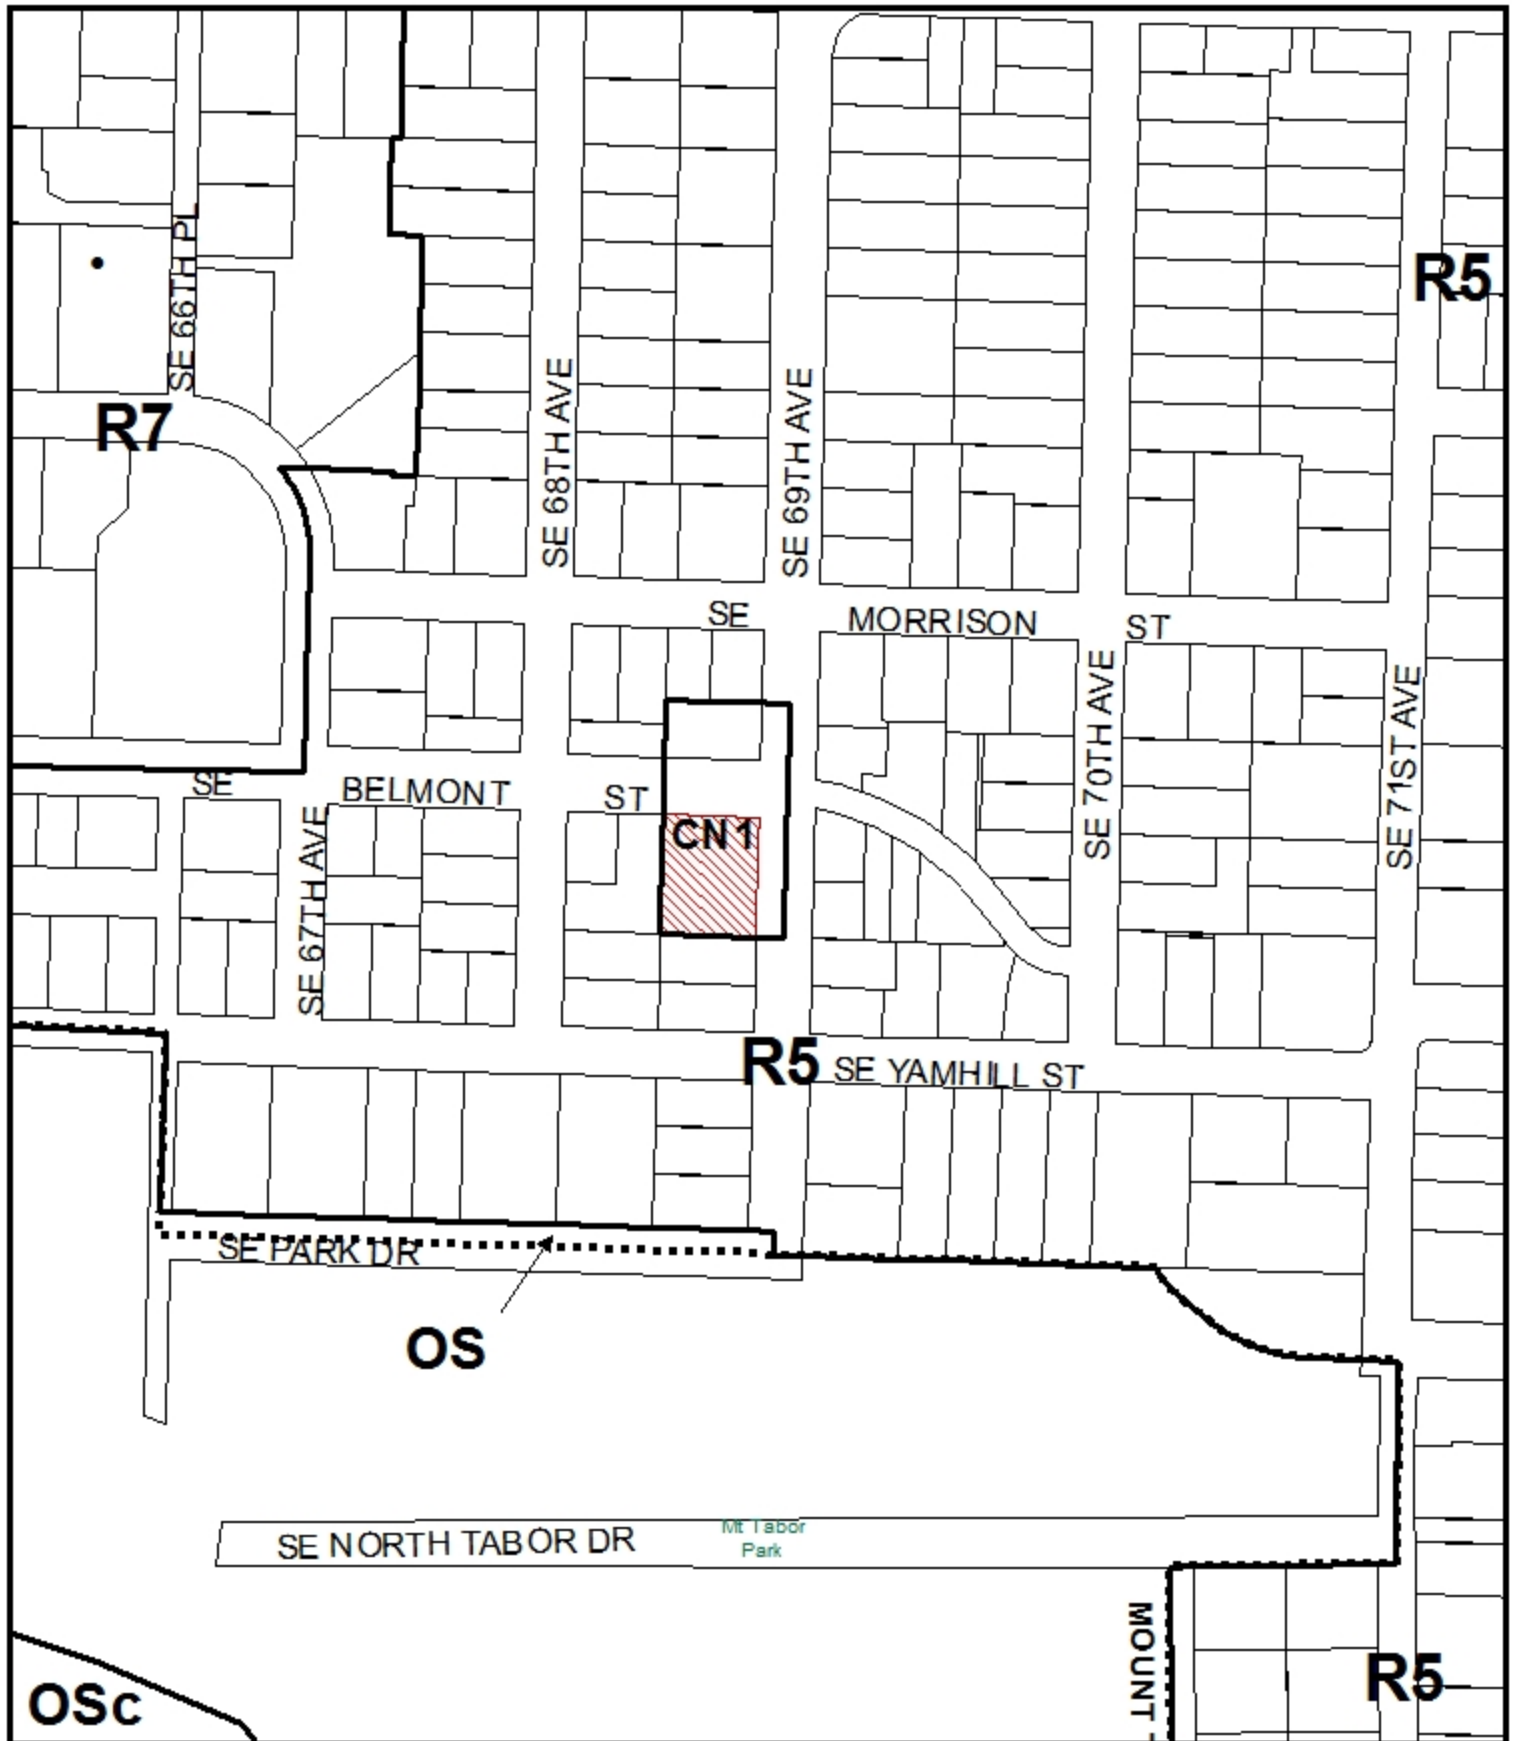 SE 66TH PL
R5
R7
SE 68TH AVE
SE 69TH AVE
SE MORRISON ST
SE 70TH AVE
SE 71ST AVE
SE BELMONT ST
CN1
SE 67TH AVE
R5
SE YAMHILL ST
SE PARK DR
OS
SE NORTH TABOR DR
Mt Tabor
Park
MOUNT
R5
OSc